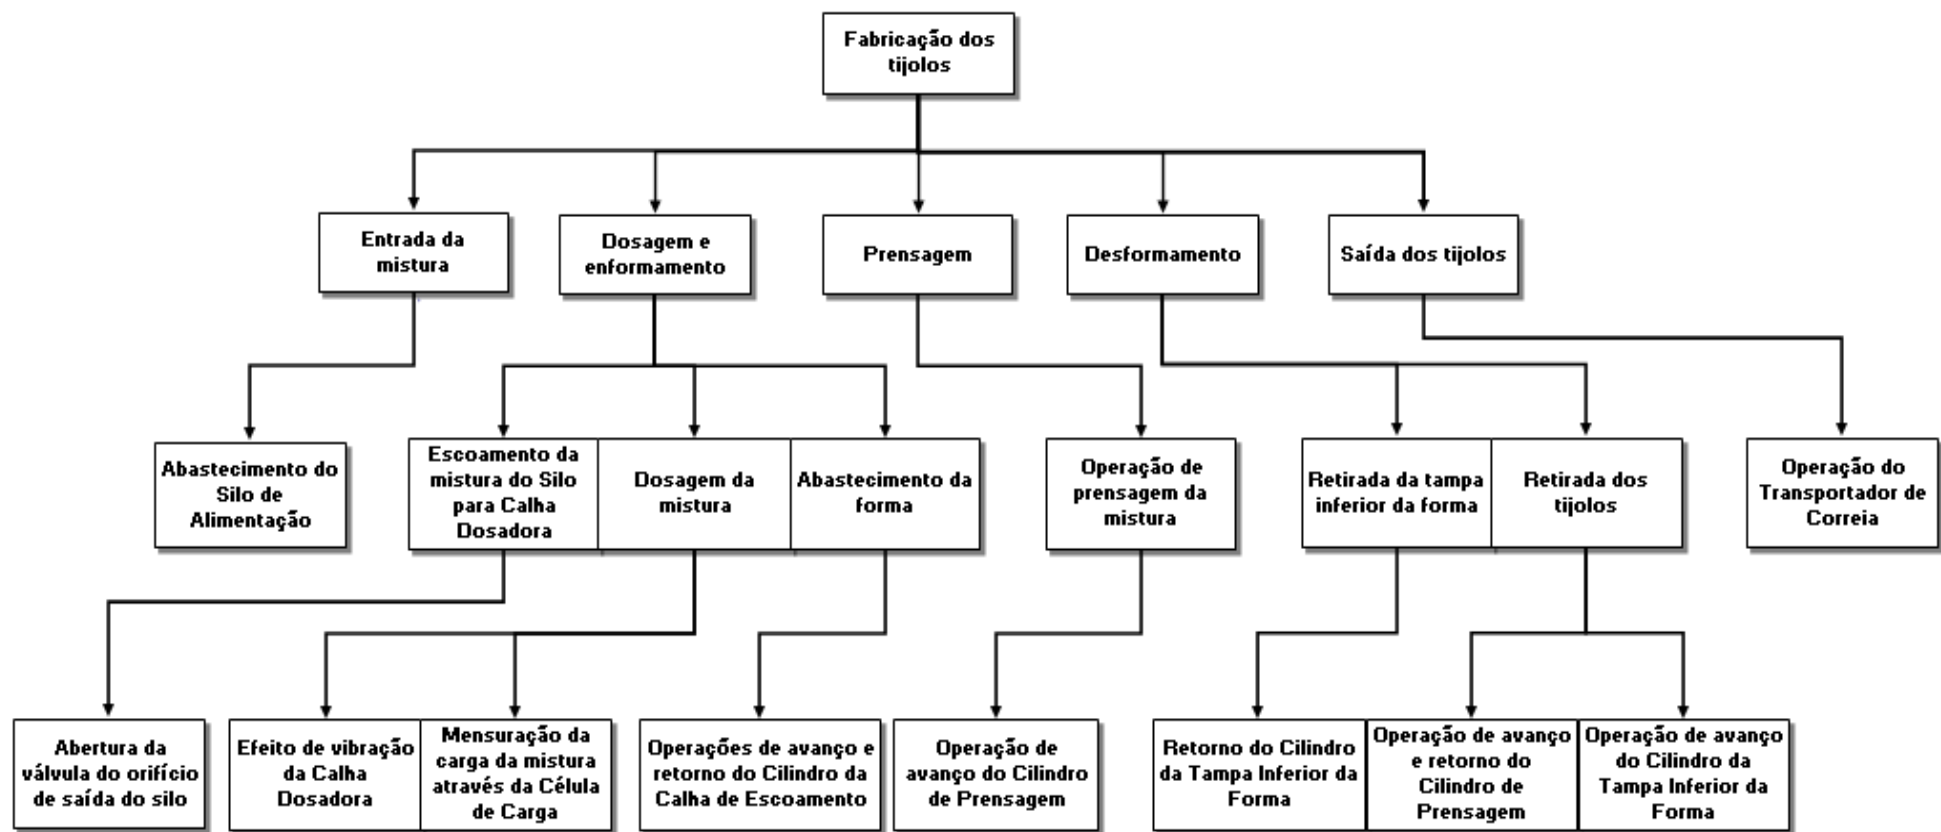 Fabricação dos
tijolos
Entrada da
mistura
Dosagem e
enformamento
Prensagem
Desformamento
Saída dos tijolos
Abastecimento do
Silo de
Alimentação
Escoamento da
mistura do Silo
para Calha
Dosadora
Dosagem da
mistura
Abastecimento da
forma
Operação de
prensagem da
mistura
Retirada da tampa
inferior da forma
Retirada dos
tijolos
Operação do
Transportador de
Correia
Abertura da
válvula do orifício
de saída do silo
Efeito de vibração
da Calha
Dosadora
Mensuração da
carga da mistura
através da Célula
de Carga
Operações de avanço e
retorno do Cilindro da
Calha de Escoamento
Operação de
avanço do Cilindro
de Prensagem
Retorno do Cilindro
da Tampa Inferior da
Forma
Operação de avanço
e retorno do
Cilindro de
Prensagem
Operação de avanço
do Cilindro da
Tampa Inferior da
Forma